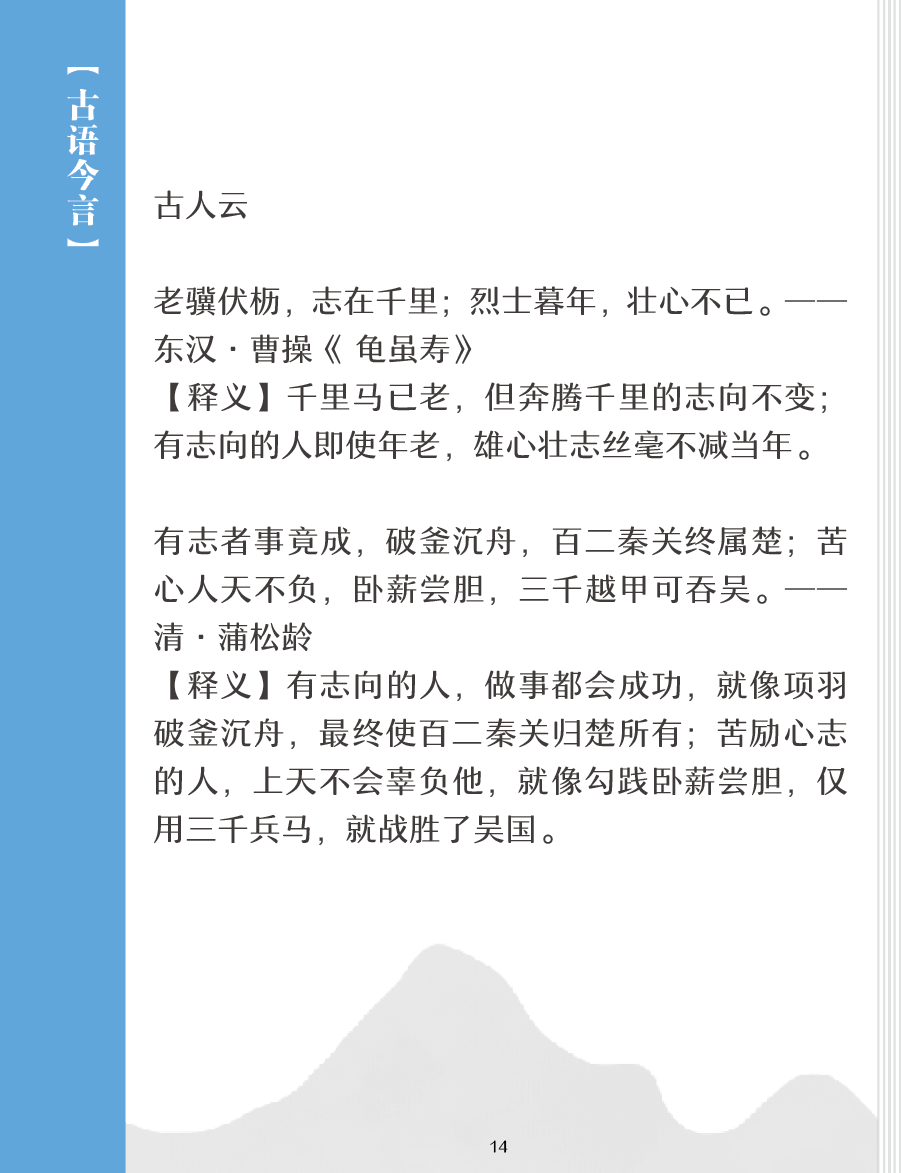 【古语今言】
古人云
老骥伏枥，志在千里；烈士暮年，壮心不已。——
东汉·曹操《 龟虽寿》
【释义】千里马已老，但奔腾千里的志向不变；
有志向的人即使年老，雄心壮志丝毫不减当年。
有志者事竟成，破釜沉舟，百二秦关终属楚；苦
心人天不负，卧薪尝胆，三千越甲可吞吴。——
清·蒲松龄
【释义】有志向的人，做事都会成功，就像项羽
破釜沉舟，最终使百二秦关归楚所有；苦励心志
的人，上天不会辜负他，就像勾践卧薪尝胆，仅
用三千兵马，就战胜了吴国。
14